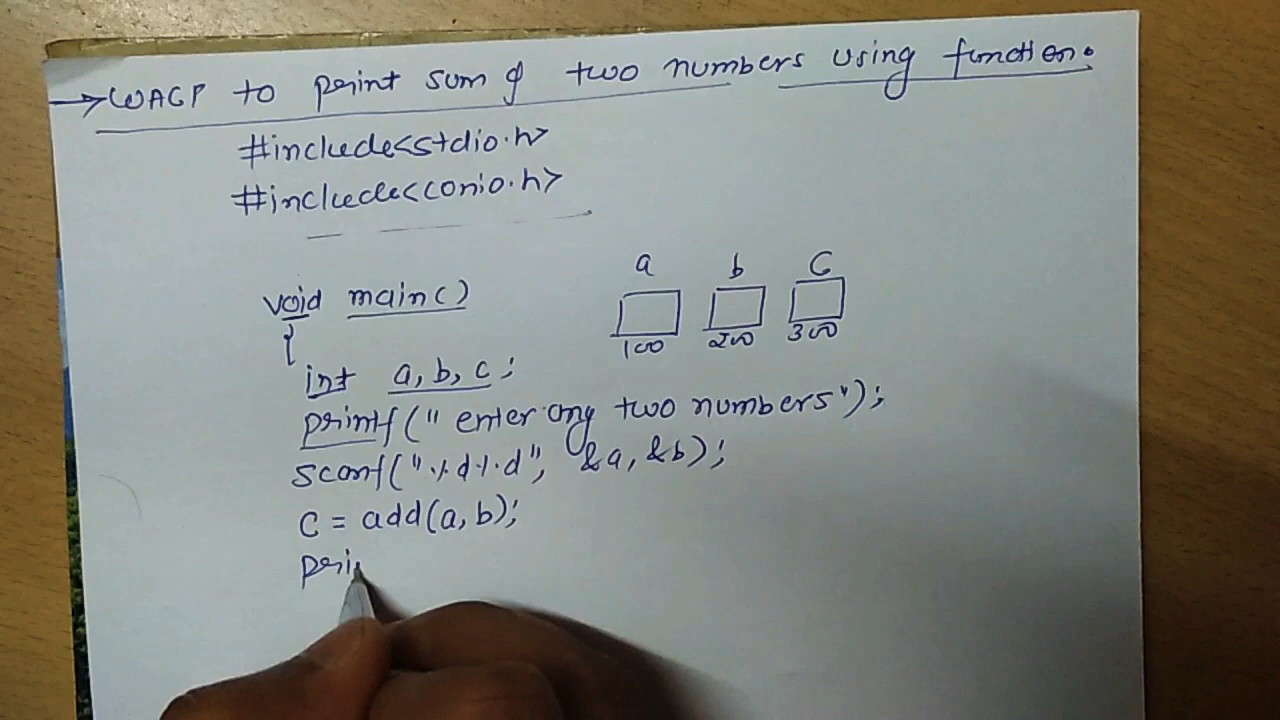 → WACP to print sum of two numbers using function:
#include<stdio.h>
#include<conio.h>
void main()
{
a b C
100 200 300
int a, b, c;
printf(" enter any two numbers");
scanf("%d%d", &a, &b);
C = add(a, b);
pri